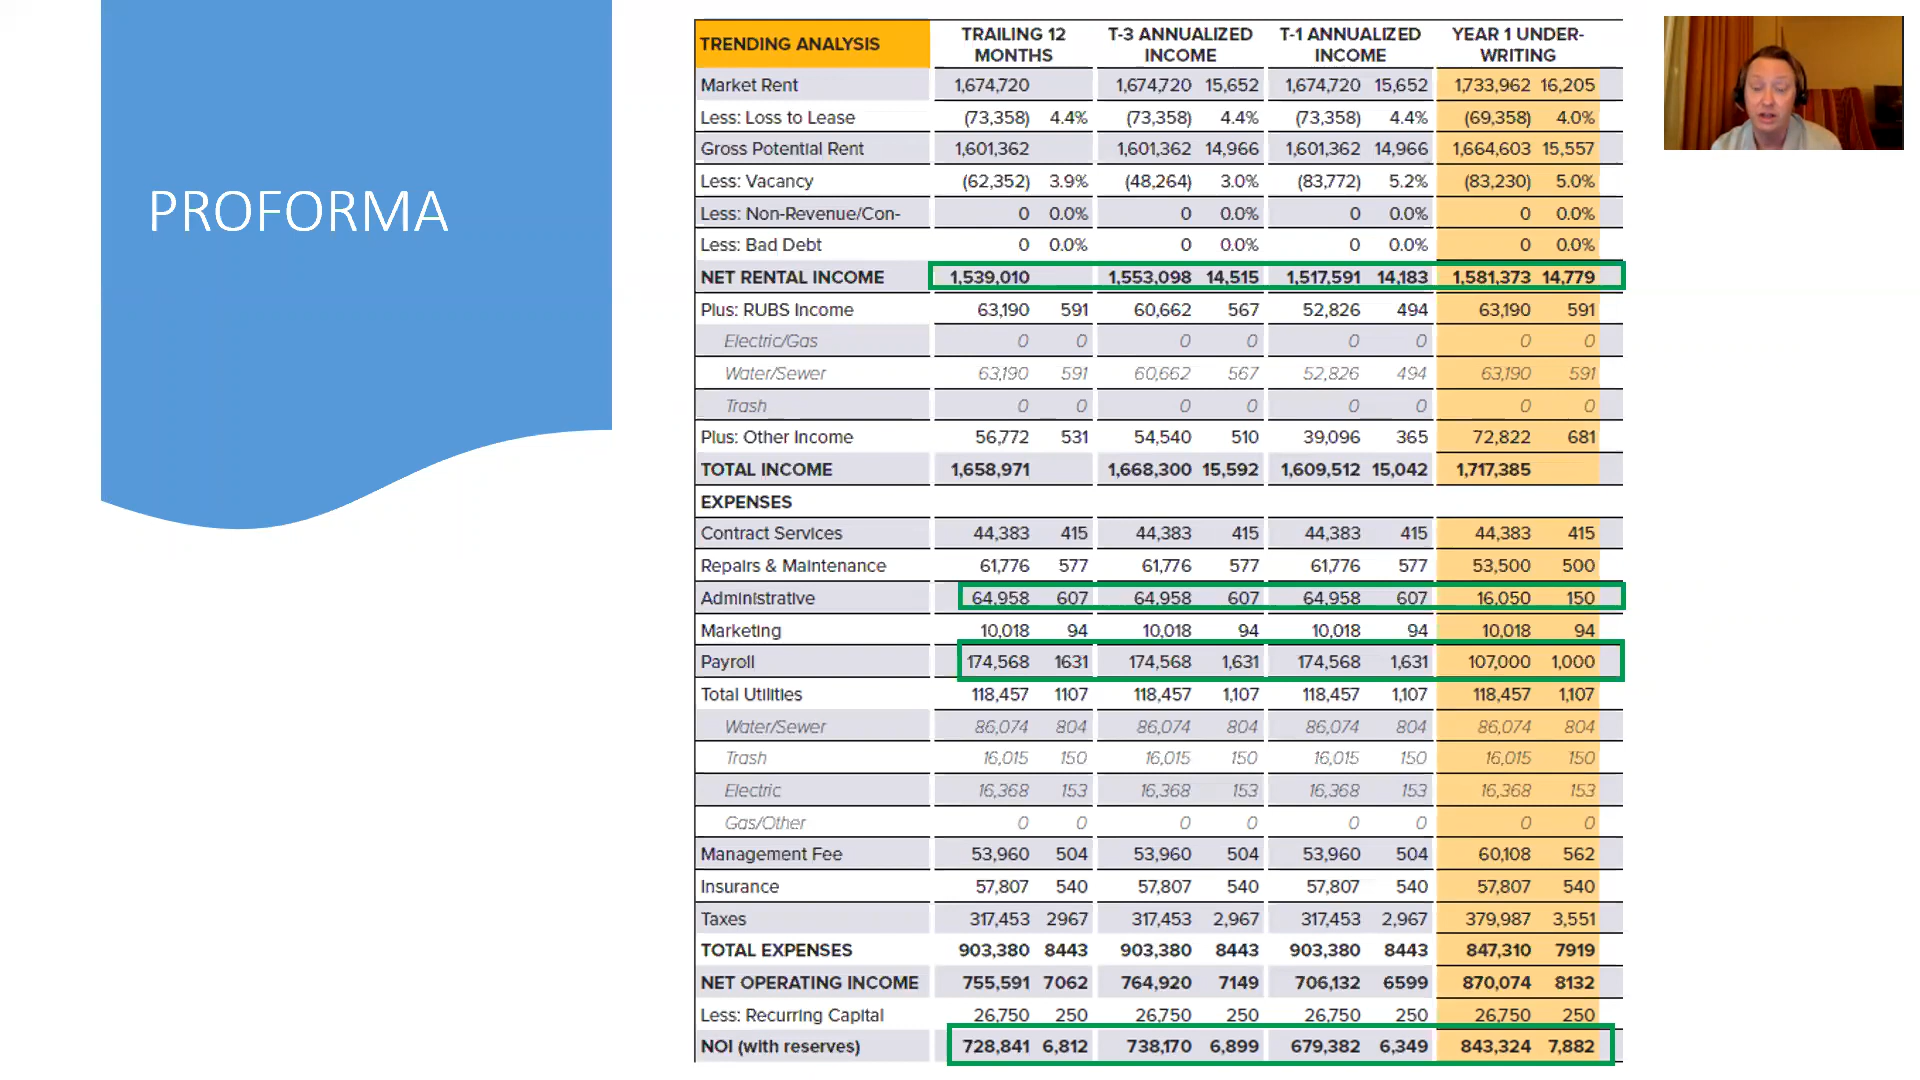 PROFORMA
TRENDING ANALYSIS TRAILING 12 MONTHS T-3 ANNUALIZED INCOME T-1 ANNUALIZED INCOME YEAR 1 UNDER-WRITING
Market Rent 1,674,720 1,674,720 15,652 1,674,720 15,652 1,733,962 16,205
Less: Loss to Lease (73,358) 4.4% (73,358) 4.4% (73,358) 4.4% (69,358) 4.0%
Gross Potential Rent 1,601,362 1,601,362 14,966 1,601,362 14,966 1,664,603 15,557
Less: Vacancy (62,352) 3.9% (48,264) 3.0% (83,772) 5.2% (83,230) 5.0%
Less: Non-Revenue/Con- 0 0.0% 0 0.0% 0 0.0% 0 0.0%
Less: Bad Debt 0 0.0% 0 0.0% 0 0.0% 0 0.0%
NET RENTAL INCOME 1,539,010 1,553,098 14,515 1,517,591 14,183 1,581,373 14,779
Plus: RUBS Income 63,190 591 60,662 567 52,826 494 63,190 591
Electric/Gas 0 0 0 0 0 0 0 0
Water/Sewer 63,190 591 60,662 567 52,826 494 63,190 591
Trash 0 0 0 0 0 0 0 0
Plus: Other Income 56,772 531 54,540 510 39,096 365 72,822 681
TOTAL INCOME 1,658,971 1,668,300 15,592 1,609,512 15,042 1,717,385
EXPENSES
Contract Services 44,383 415 44,383 415 44,383 415 44,383 415
Repairs & Maintenance 61,776 577 61,776 577 61,776 577 53,500 500
Administrative 64,958 607 64,958 607 64,958 607 16,050 150
Marketing 10,018 94 10,018 94 10,018 94 10,018 94
Payroll 174,568 1631 174,568 1,631 174,568 1,631 107,000 1,000
Total Utilities 118,457 1107 118,457 1,107 118,457 1,107 118,457 1,107
Water/Sewer 86,074 804 86,074 804 86,074 804 86,074 804
Trash 16,015 150 16,015 150 16,015 150 16,015 150
Electric 16,368 153 16,368 153 16,368 153 16,368 153
Gas/Other 0 0 0 0 0 0 0 0
Management Fee 53,960 504 53,960 504 53,960 504 60,108 562
Insurance 57,807 540 57,807 540 57,807 540 57,807 540
Taxes 317,453 2967 317,453 2,967 317,453 2,967 379,987 3,551
TOTAL EXPENSES 903,380 8443 903,380 8443 903,380 8443 847,310 7919
NET OPERATING INCOME 755,591 7062 764,920 7149 706,132 6599 870,074 8132
Less: Recurring Capital 26,750 250 26,750 250 26,750 250 26,750 250
NOI (with reserves) 728,841 6,812 738,170 6,899 679,382 6,349 843,324 7,882